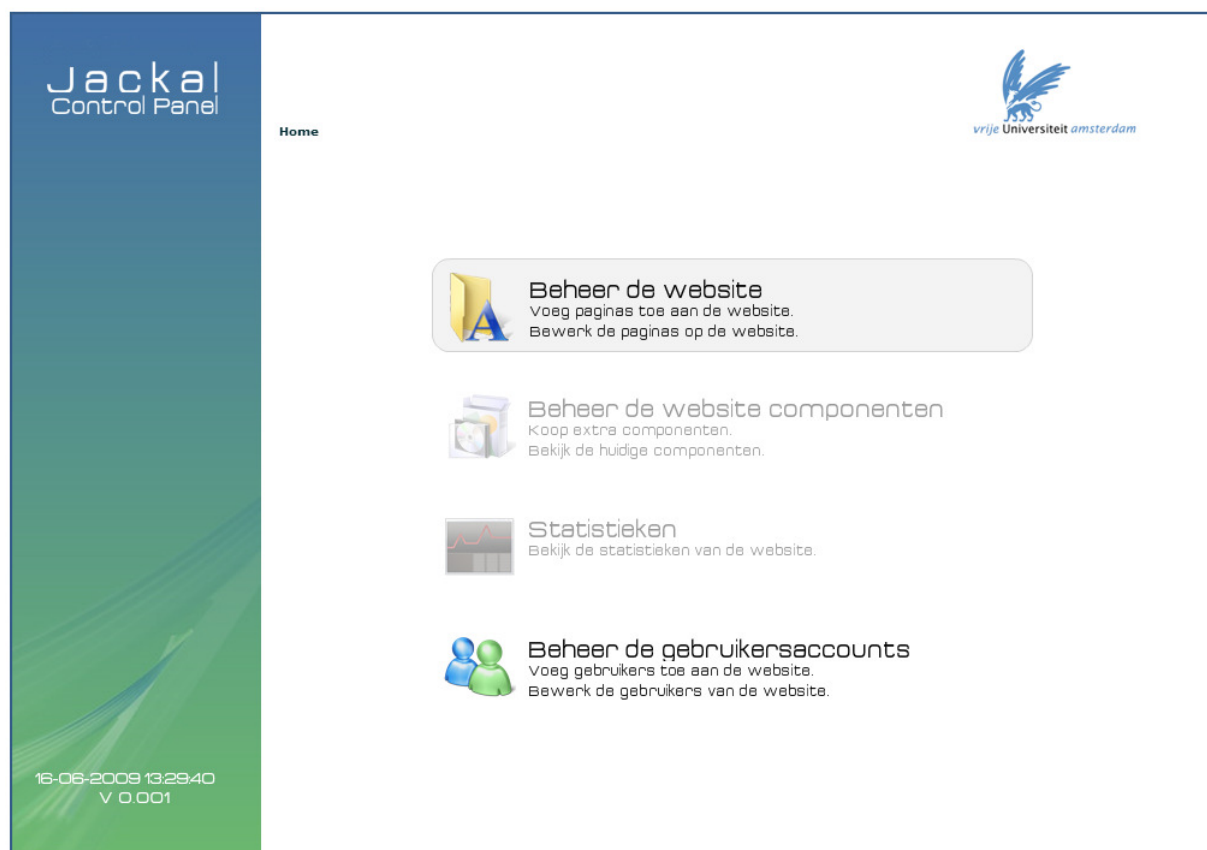 Jackal
Control Panel
Home
vrije Universiteit amsterdam
Beheer de website
Voeg paginas toe aan de website.
Bewerk de paginas op de website.
Beheer de website componenten
Koop extra componenten.
Bekijk de huidige componenten.
Statistieken
Bekijk de statistieken van de website.
Beheer de gebruikersaccounts
Voeg gebruikers toe aan de website.
Bewerk de gebruikers van de website.
16-06-2009 13:29:40
V 0.001